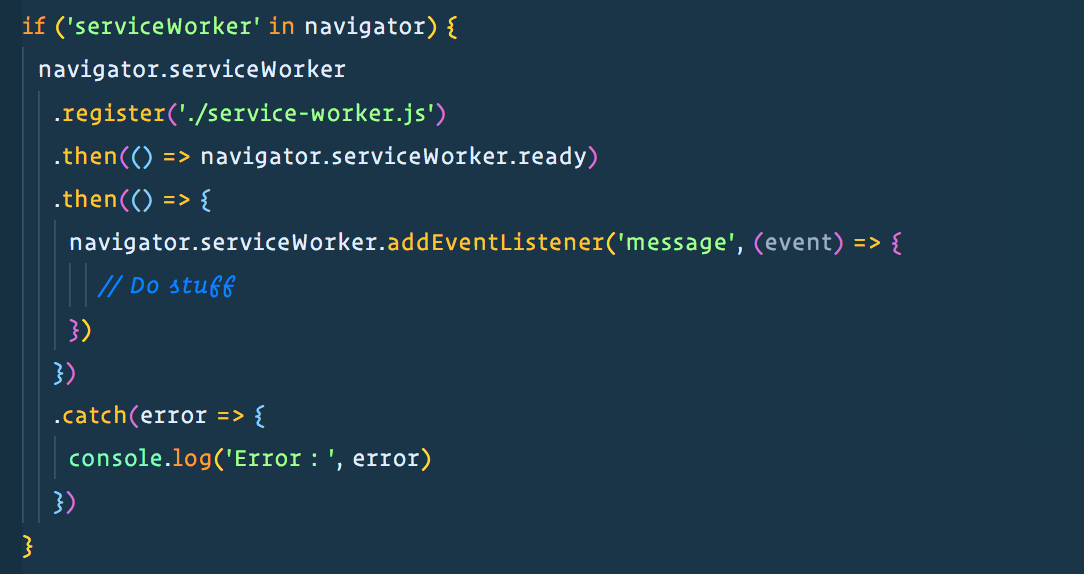 if ('serviceWorker' in navigator) {
navigator.serviceWorker
.register('./service-worker.js')
.then(() => navigator.serviceWorker.ready)
.then(() => {
navigator.serviceWorker.addEventListener('message', (event) => {
// Do stuff
})
})
.catch(error => {
console.log('Error : ', error)
})
}